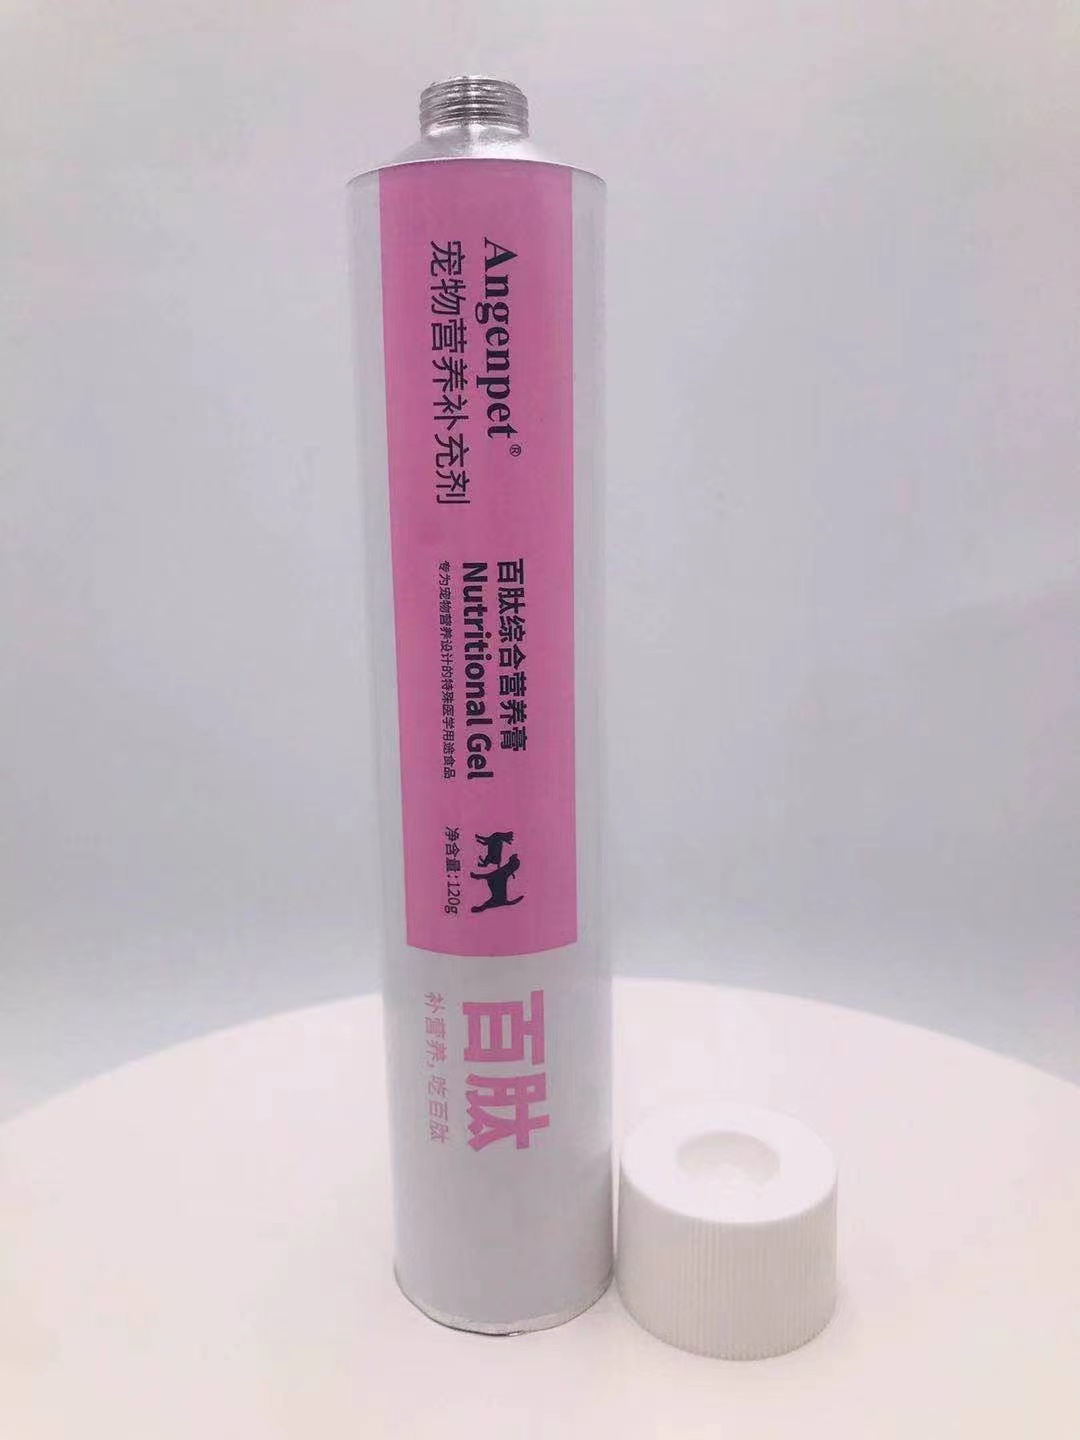 Angenpet®
宠物营养补充剂
百肽综合营养膏
Nutritional Gel
专为宠物营养设计的特殊医学用途食品
净含量:120g
百肽
补营养,吃百肽